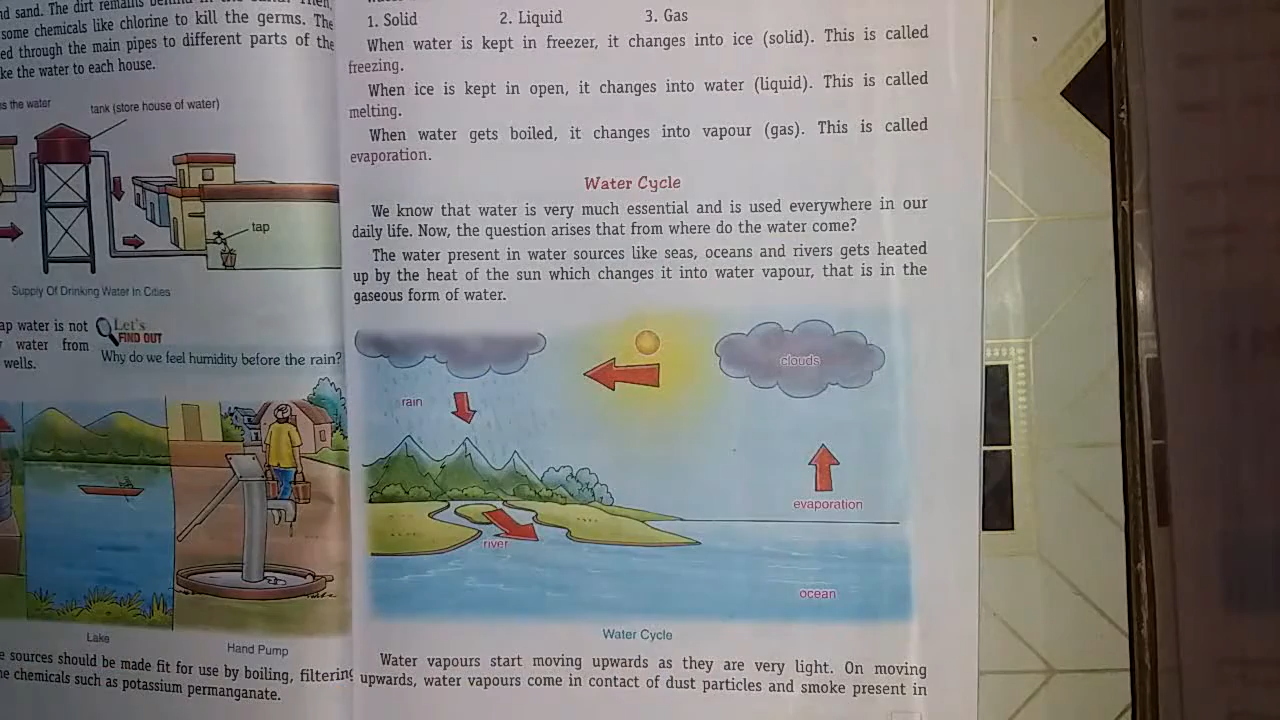 nd sand. The dirt remains
some chemicals like chlorine to kill the germs. The
ed through the main pipes to different parts of the
ke the water to each house.
s the water
tank (store house of water)
tap
Supply Of Drinking Water In Cities
ap water is not
water from
wells.
Let's
FIND OUT
Why do we feel humidity before the rain?
Lake
Hand Pump
e sources should be made fit for use by boiling, filtering
e chemicals such as potassium permanganate.
1. Solid 2. Liquid 3. Gas
When water is kept in freezer, it changes into ice (solid). This is called
freezing.
When ice is kept in open, it changes into water (liquid). This is called
melting.
When water gets boiled, it changes into vapour (gas). This is called
evaporation.
Water Cycle
We know that water is very much essential and is used everywhere in our
daily life. Now, the question arises that from where do the water come?
The water present in water sources like seas, oceans and rivers gets heated
up by the heat of the sun which changes it into water vapour, that is in the
gaseous form of water.
clouds
rain
evaporation
river
ocean
Water Cycle
Water vapours start moving upwards as they are very light. On moving
upwards, water vapours come in contact of dust particles and smoke present in